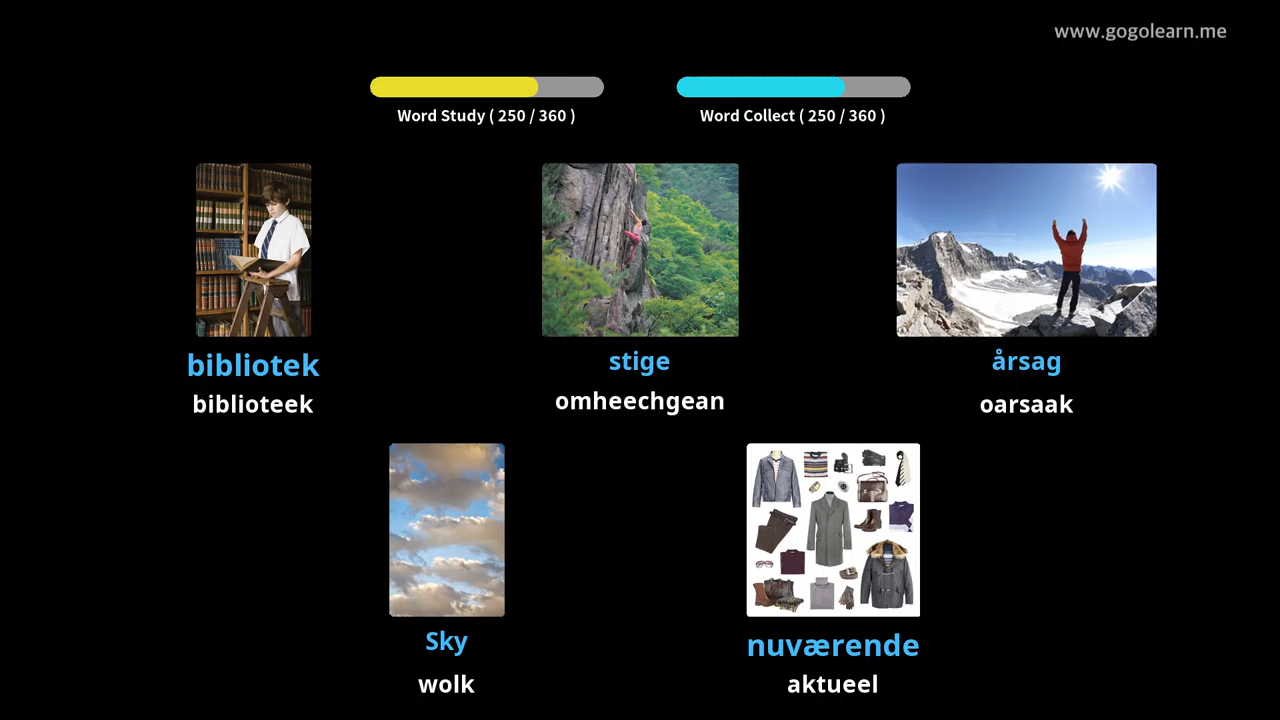 www.gogolearn.me
Word Study ( 250 / 360 )
Word Collect ( 250 / 360 )
bibliotek
biblioteek
stige
omheechgean
årsag
oarsaak
Sky
wolk
nuværende
aktueel